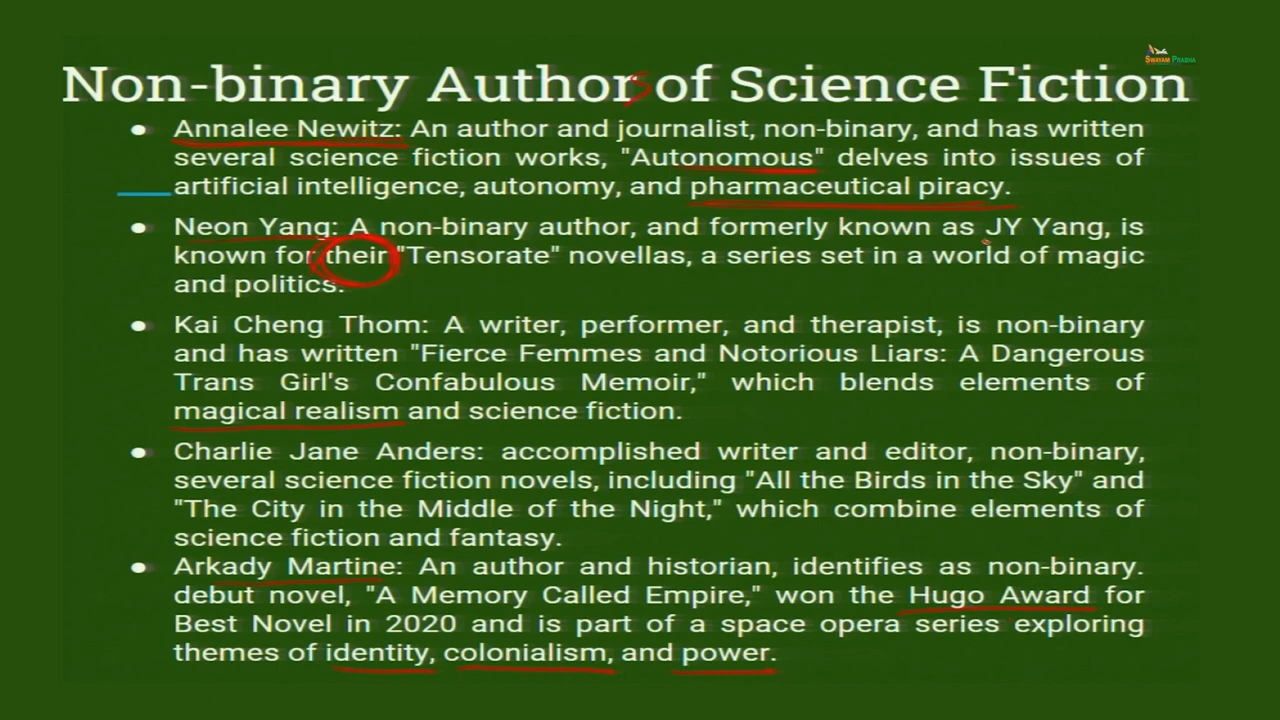 SWAYAM PRABHA
Non-binary Authors of Science Fiction
● Annalee Newitz: An author and journalist, non-binary, and has written
several science fiction works, "Autonomous" delves into issues of
artificial intelligence, autonomy, and pharmaceutical piracy.
● Neon Yang: A non-binary author, and formerly known as JY Yang, is
known for their "Tensorate" novellas, a series set in a world of magic
and politics.
● Kai Cheng Thom: A writer, performer, and therapist, is non-binary
and has written "Fierce Femmes and Notorious Liars: A Dangerous
Trans Girl's Confabulous Memoir," which blends elements of
magical realism and science fiction.
● Charlie Jane Anders: accomplished writer and editor, non-binary,
several science fiction novels, including "All the Birds in the Sky" and
"The City in the Middle of the Night," which combine elements of
science fiction and fantasy.
● Arkady Martine: An author and historian, identifies as non-binary.
debut novel, "A Memory Called Empire," won the Hugo Award for
Best Novel in 2020 and is part of a space opera series exploring
themes of identity, colonialism, and power.